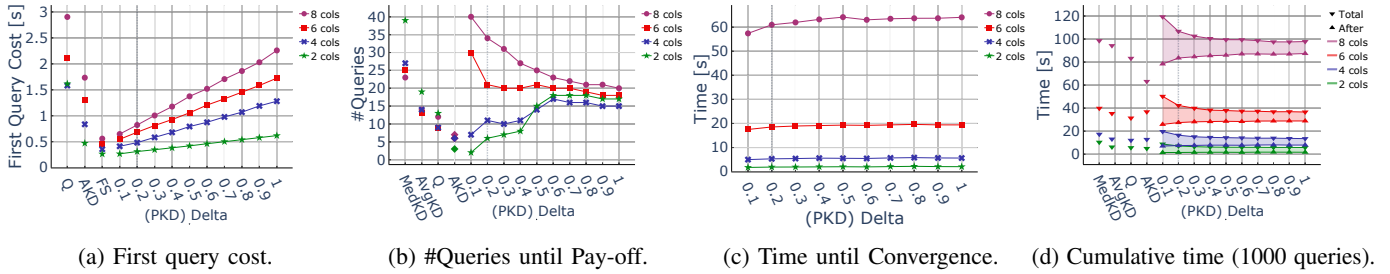 First Query Cost [s]
3
2.5
2
1.5
1
0.5
0
Q
AKD
FS
0.1
0.2
0.3
0.4
0.5
0.6
0.7
0.8
0.9
1
(PKD) Delta
8 cols
6 cols
4 cols
2 cols
(a) First query cost.
#Queries
40
35
30
25
20
15
10
5
0
MedKD
AvgKD
Q
AKD
0.1
0.2
0.3
0.4
0.5
0.6
0.7
0.8
0.9
1
(PKD) Delta
8 cols
6 cols
4 cols
2 cols
(b) #Queries until Pay-off.
Time [s]
70
60
50
40
30
20
10
0
0.1
0.2
0.3
0.4
0.5
0.6
0.7
0.8
0.9
1
(PKD) Delta
8 cols
6 cols
4 cols
2 cols
(c) Time until Convergence.
Time [s]
120
100
80
60
40
20
0
MedKD
AvgKD
Q
AKD
0.1
0.2
0.3
0.4
0.5
0.6
0.7
0.8
0.9
1
(PKD) Delta
Total
After
8 cols
6 cols
4 cols
2 cols
(d) Cumulative time (1000 queries).